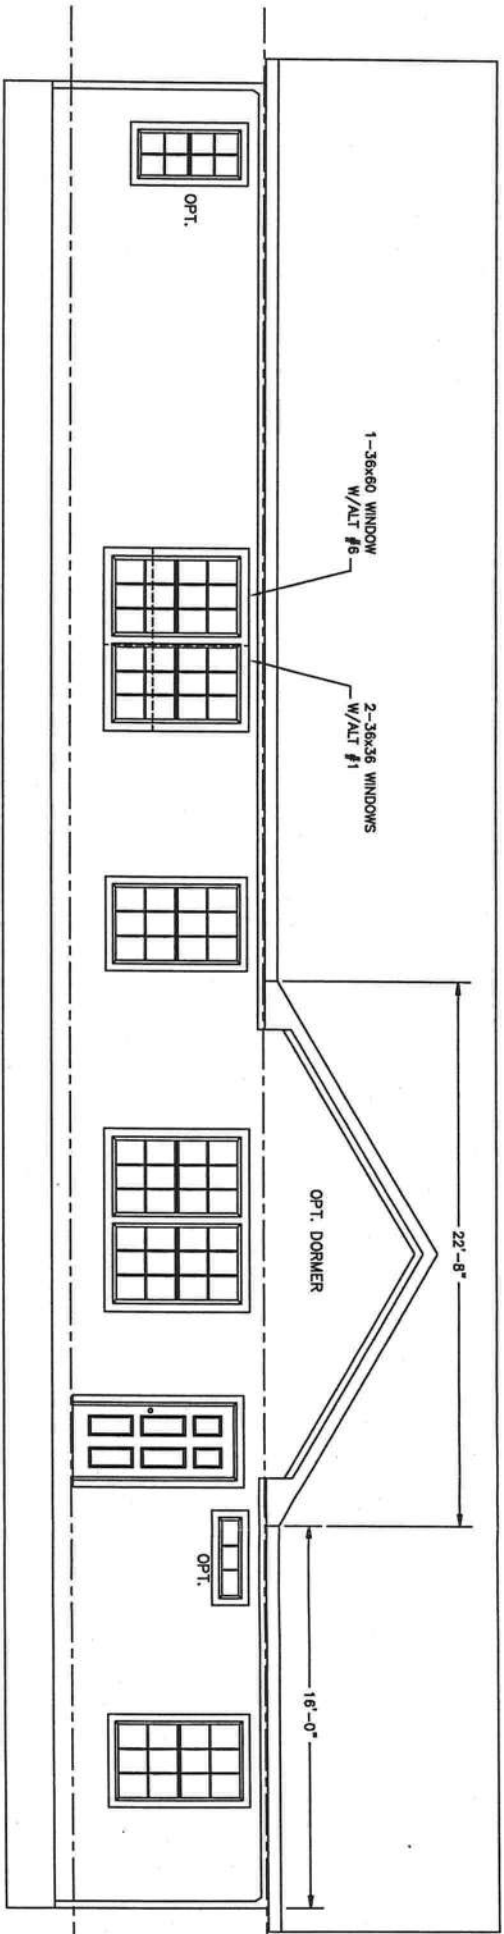 OPT.
1-36x60 WINDOW
W/ALT #6
2-36x36 WINDOWS
W/ALT #1
22'-8"
OPT. DORMER
OPT.
16'-0"